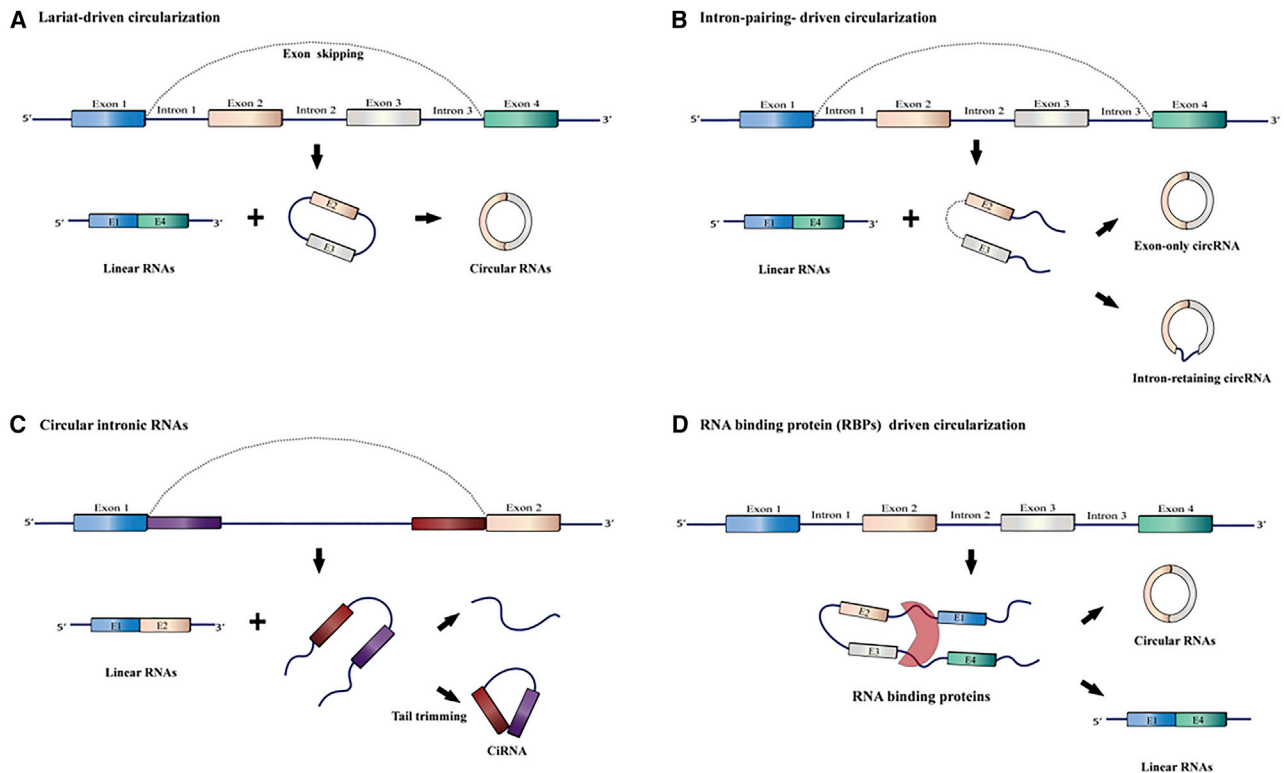 A Lariat-driven circularization
Exon skipping
Exon 1
Intron 1
Exon 2
Intron 2
Exon 3
Intron 3
Exon 4
5′
3′
5′
E1
E4
3′
+
E2
E3
Linear RNAs
Circular RNAs
B Intron-pairing- driven circularization
Exon 1
Intron 1
Exon 2
Intron 2
Exon 3
Intron 3
Exon 4
5′
3′
5′
E1
E4
3′
+
E2
E3
Linear RNAs
Exon-only circRNA
Intron-retaining circRNA
C Circular intronic RNAs
Exon 1
Exon 2
5′
3′
5′
E1
E2
3′
+
Linear RNAs
Tail trimming
CiRNA
D RNA binding protein (RBPs) driven circularization
Exon 1
Intron 1
Exon 2
Intron 2
Exon 3
Intron 3
Exon 4
5′
3′
E2
E1
E3
E4
RNA binding proteins
Circular RNAs
5′
E1
E4
Linear RNAs